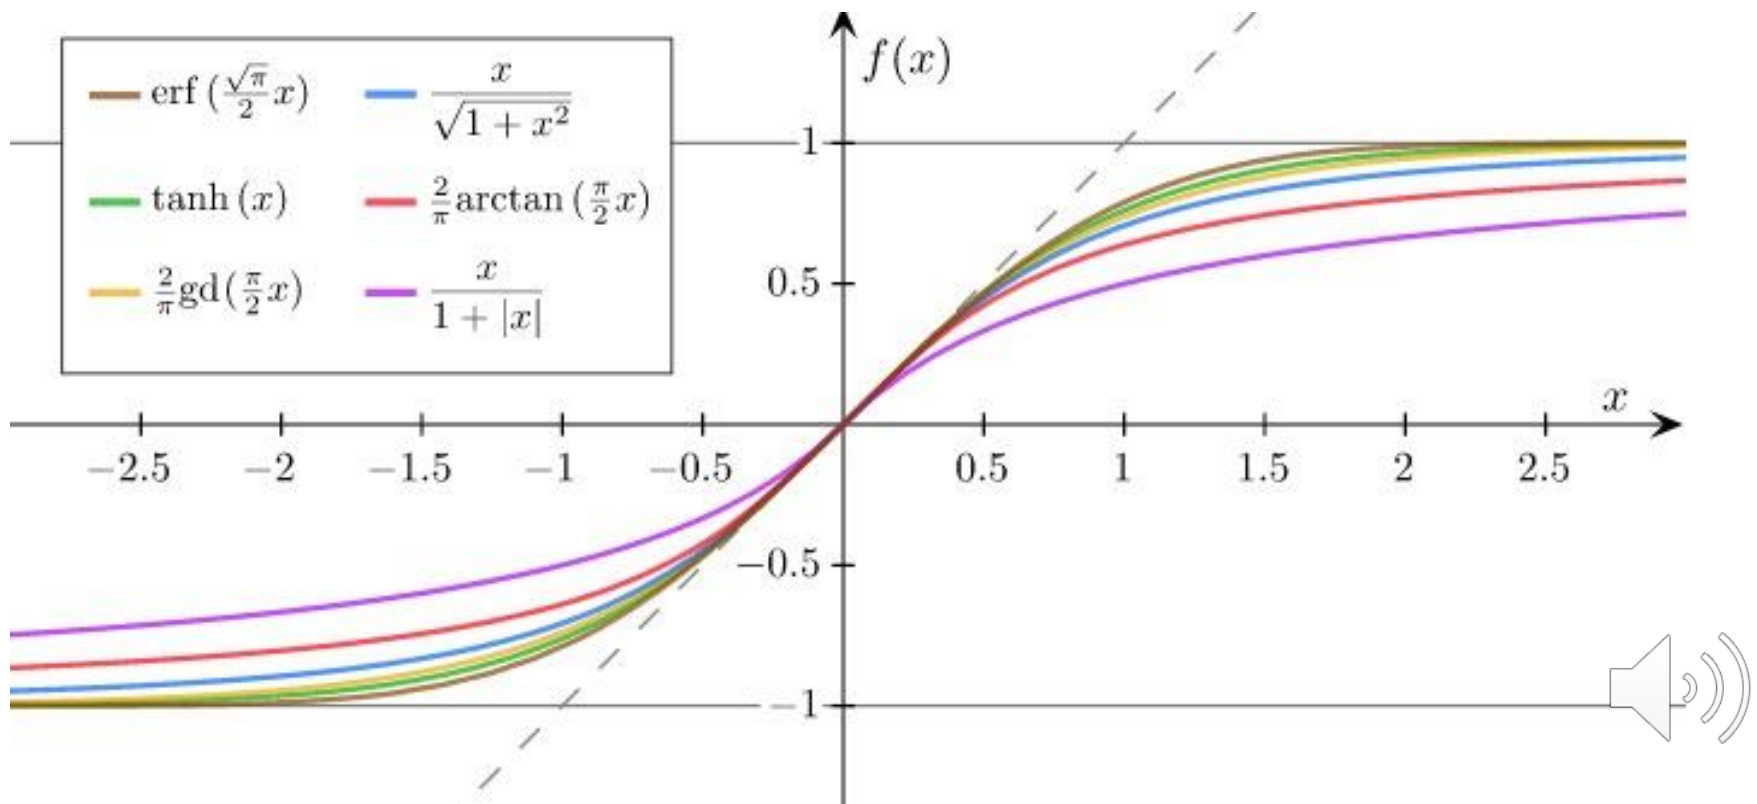 f(x)
erf (√π/2 x)
x/√(1 + x²)
1
tanh (x)
2/π arctan (π/2 x)
0.5
2/π gd(π/2 x)
x/(1 + |x|)
x
−2.5 −2 −1.5 −1 −0.5 0.5 1 1.5 2 2.5
−0.5
−1